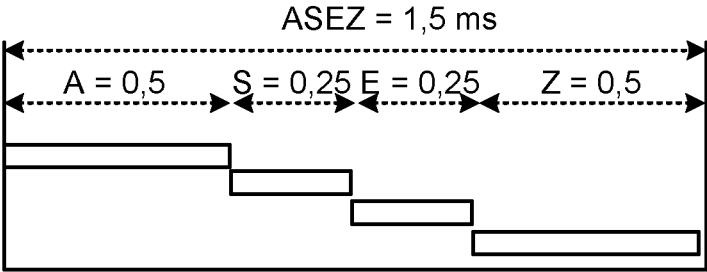 ASEZ = 1,5 ms
A = 0,5 S = 0,25 E = 0,25 Z = 0,5